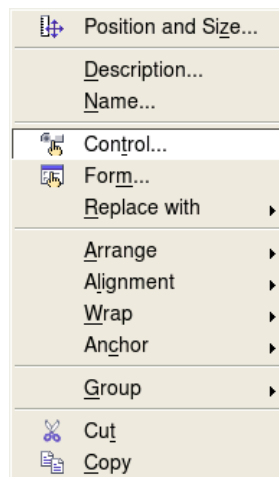 Position and Size...
Description...
Name...
Control...
Form...
Replace with
Arrange
Alignment
Wrap
Anchor
Group
Cut
Copy